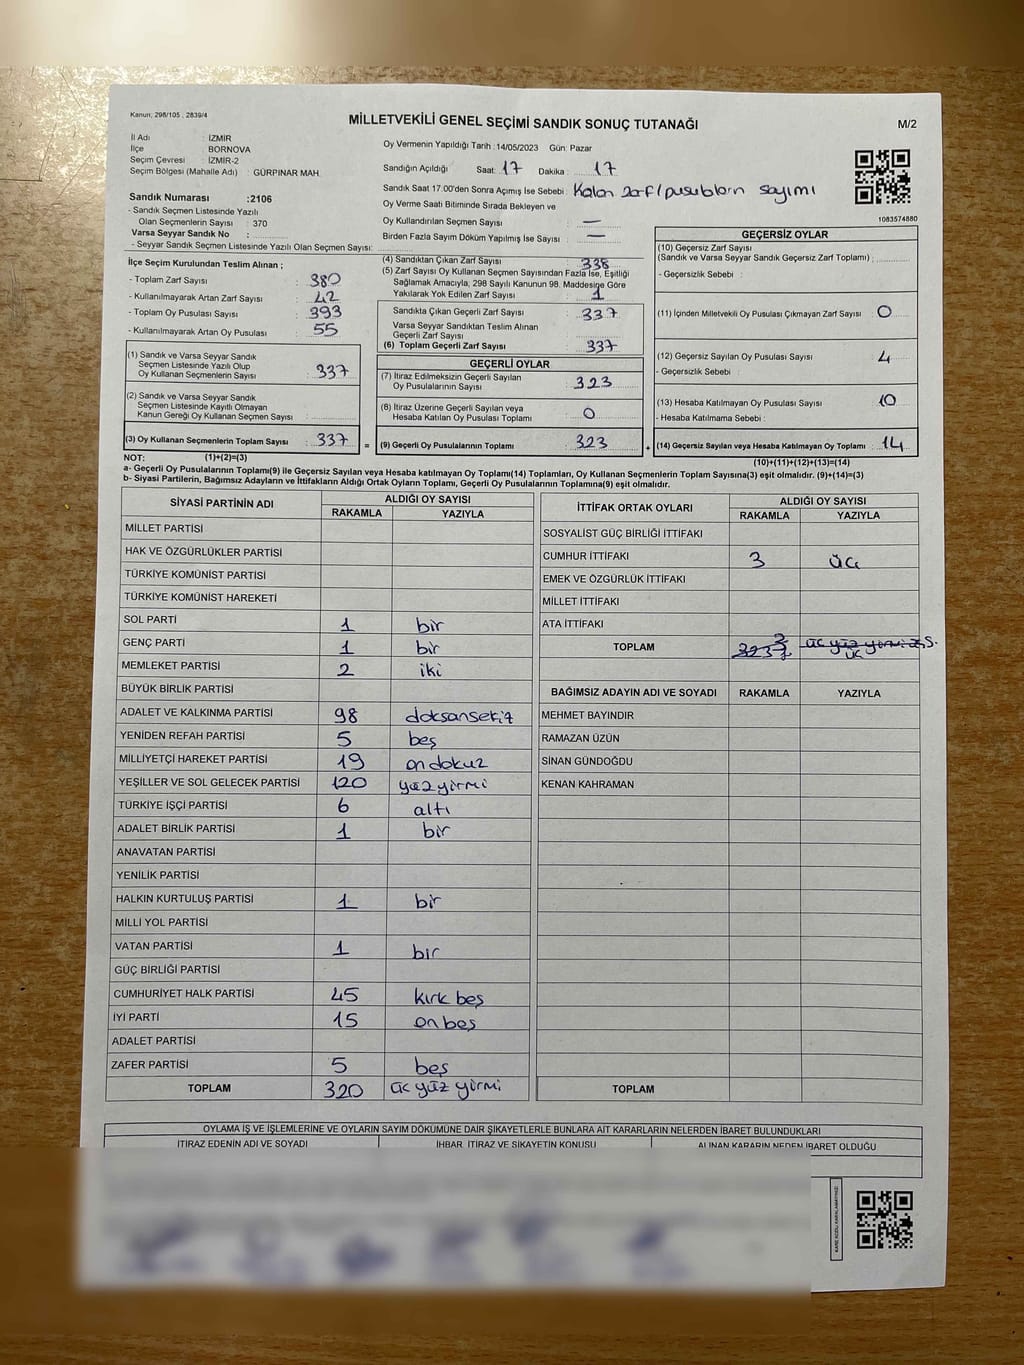 Kanun; 298/105 ; 2839/4
MİLLETVEKİLİ GENEL SEÇİMİ SANDIK SONUÇ TUTANAĞI
M/2
İl Adı : İZMİR
İlçe : BORNOVA
Seçim Çevresi : İZMİR-2
Seçim Bölgesi (Mahalle Adı) : GÜRPINAR MAH.
Sandık Numarası :2106
- Sandık Seçmen Listesinde Yazılı
Olan Seçmenlerin Sayısı : 370
Varsa Seyyar Sandık No :
- Seyyar Sandık Seçmen Listesinde Yazılı Olan Seçmen Sayısı:
Oy Vermenin Yapıldığı Tarih :14/05/2023 Gün: Pazar
Sandığın Açıldığı Saat: 17 Dakika : 17
Sandık Saat 17.00'den Sonra Açımış İse Sebebi : Kalan zarf/pusulaların sayımı
Oy Verme Saati Bitiminde Sırada Bekleyen ve
Oy Kullandırılan Seçmen Sayısı : —
Birden Fazla Sayım Döküm Yapılmış İse Sayısı : —
1083574880
İlçe Seçim Kurulundan Teslim Alınan ;
- Toplam Zarf Sayısı : 380
- Kullanılmayarak Artan Zarf Sayısı : 42
- Toplam Oy Pusulası Sayısı : 393
- Kullanılmayarak Artan Oy Pusulası : 55
(1) Sandık ve Varsa Seyyar Sandık
Seçmen Listesinde Yazılı Olup
Oy Kullanan Seçmenlerin Sayısı : 337
(2) Sandık ve Varsa Seyyar Sandık
Seçmen Listesinde Kayıtlı Olmayan
Kanun Gereği Oy Kullanan Seçmen Sayısı :
(3) Oy Kullanan Seçmenlerin Toplam Sayısı : 337
(1)+(2)=(3)
(4) Sandıktan Çıkan Zarf Sayısı : 338
(5) Zarf Sayısı Oy Kullanan Seçmen Sayısından Fazla İse, Eşitliği
Sağlamak Amacıyla, 298 Sayılı Kanunun 98. Maddesine Göre
Yakılarak Yok Edilen Zarf Sayısı : 1
Sandıkta Çıkan Geçerli Zarf Sayısı : 337
Varsa Seyyar Sandıktan Teslim Alınan
Geçerli Zarf Sayısı :
(6) Toplam Geçerli Zarf Sayısı : 337
GEÇERLİ OYLAR
(7) İtiraz Edilmeksizin Geçerli Sayılan
Oy Pusulalarının Sayısı : 323
(8) İtiraz Üzerine Geçerli Sayılan veya
Hesaba Katılan Oy Pusulası Toplamı : 0
= (9) Geçerli Oy Pusulalarının Toplamı : 323
GEÇERSİZ OYLAR
(10) Geçersiz Zarf Sayısı
(Sandık ve Varsa Seyyar Sandık Geçersiz Zarf Toplamı) :
- Geçersizlik Sebebi :
(11) İçinden Milletvekili Oy Pusulası Çıkmayan Zarf Sayısı : 0
(12) Geçersiz Sayılan Oy Pusulası Sayısı : 4
- Geçersizlik Sebebi :
(13) Hesaba Katılmayan Oy Pusulası Sayısı : 10
- Hesaba Katılmama Sebebi :
+ (14) Geçersiz Sayılan veya Hesaba Katılmayan Oy Toplamı : 14
(10)+(11)+(12)+(13)=(14)
NOT:
a- Geçerli Oy Pusulalarının Toplamı(9) ile Geçersiz Sayılan veya Hesaba katılmayan Oy Toplamı(14) Toplamları, Oy Kullanan Seçmenlerin Toplam Sayısına(3) eşit olmalıdır. (9)+(14)=(3)
b- Siyasi Partilerin, Bağımsız Adayların ve İttifakların Aldığı Ortak Oyların Toplamı, Geçerli Oy Pusulalarının Toplamına(9) eşit olmalıdır.
SİYASİ PARTİNİN ADI ALDIĞI OY SAYISI
RAKAMLA YAZIYLA
MİLLET PARTİSİ
HAK VE ÖZGÜRLÜKLER PARTİSİ
TÜRKİYE KOMÜNİST PARTİSİ
TÜRKİYE KOMÜNİST HAREKETİ
SOL PARTİ 1 bir
GENÇ PARTİ 1 bir
MEMLEKET PARTİSİ 2 iki
BÜYÜK BİRLİK PARTİSİ
ADALET VE KALKINMA PARTİSİ 98 doksansekiz
YENİDEN REFAH PARTİSİ 5 beş
MİLLİYETÇİ HAREKET PARTİSİ 19 ondokuz
YEŞİLLER VE SOL GELECEK PARTİSİ 120 yüzyirmi
TÜRKİYE İŞÇİ PARTİSİ 6 altı
ADALET BİRLİK PARTİSİ 1 bir
ANAVATAN PARTİSİ
YENİLİK PARTİSİ
HALKIN KURTULUŞ PARTİSİ 1 bir
MİLLİ YOL PARTİSİ
VATAN PARTİSİ 1 bir
GÜÇ BİRLİĞİ PARTİSİ
CUMHURİYET HALK PARTİSİ 45 kırk beş
İYİ PARTİ 15 on beş
ADALET PARTİSİ
ZAFER PARTİSİ 5 beş
TOPLAM 320 üç yüz yirmi
İTTİFAK ORTAK OYLARI ALDIĞI OY SAYISI
RAKAMLA YAZIYLA
SOSYALİST GÜÇ BİRLİĞİ İTTİFAKI
CUMHUR İTTİFAKI 3 üç
EMEK VE ÖZGÜRLÜK İTTİFAKI
MİLLET İTTİFAKI
ATA İTTİFAKI
TOPLAM 3 üç
BAĞIMSIZ ADAYIN ADI VE SOYADI RAKAMLA YAZIYLA
MEHMET BAYINDIR
RAMAZAN ÜZÜN
SİNAN GÜNDOĞDU
KENAN KAHRAMAN
TOPLAM
OYLAMA İŞ VE İŞLEMLERİNE VE OYLARIN SAYIM DÖKÜMÜNE DAİR ŞİKAYETLERLE BUNLARA AİT KARARLARIN NELERDEN İBARET BULUNDUKLARI
İTİRAZ EDENİN ADI VE SOYADI İHBAR, İTİRAZ VE ŞİKAYETİN KONUSU ALINAN KARARIN NEDEN İBARET OLDUĞU